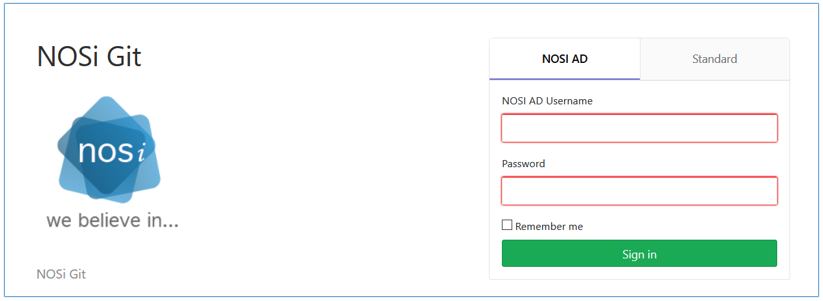 NOSi Git
nosi
we believe in...
NOSi Git
NOSI AD
Standard
NOSI AD Username
Password
Remember me
Sign in